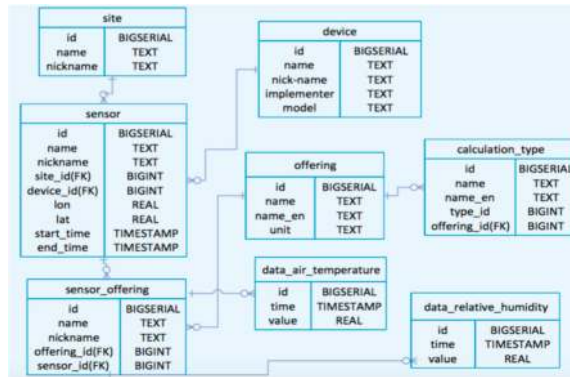 site
id BIGSERIAL
name TEXT
nickname TEXT
device
id BIGSERIAL
name TEXT
nick-name TEXT
implementer TEXT
model TEXT
sensor
id BIGSERIAL
name TEXT
nickname TEXT
site_id(FK) BIGINT
device_id(FK) BIGINT
lon REAL
lat REAL
start_time TIMESTAMP
end_time TIMESTAMP
offering
id BIGSERIAL
name TEXT
name_en TEXT
unit TEXT
calculation_type
id BIGSERIAL
name TEXT
name_en TEXT
type_id BIGINT
offering_id(FK) BIGINT
sensor_offering
id BIGSERIAL
name TEXT
nickname TEXT
offering_id(FK) BIGINT
sensor_id(FK) BIGINT
data_air_temperature
id BIGSERIAL
time TIMESTAMP
value REAL
data_relative_humidity
id BIGSERIAL
time TIMESTAMP
value REAL